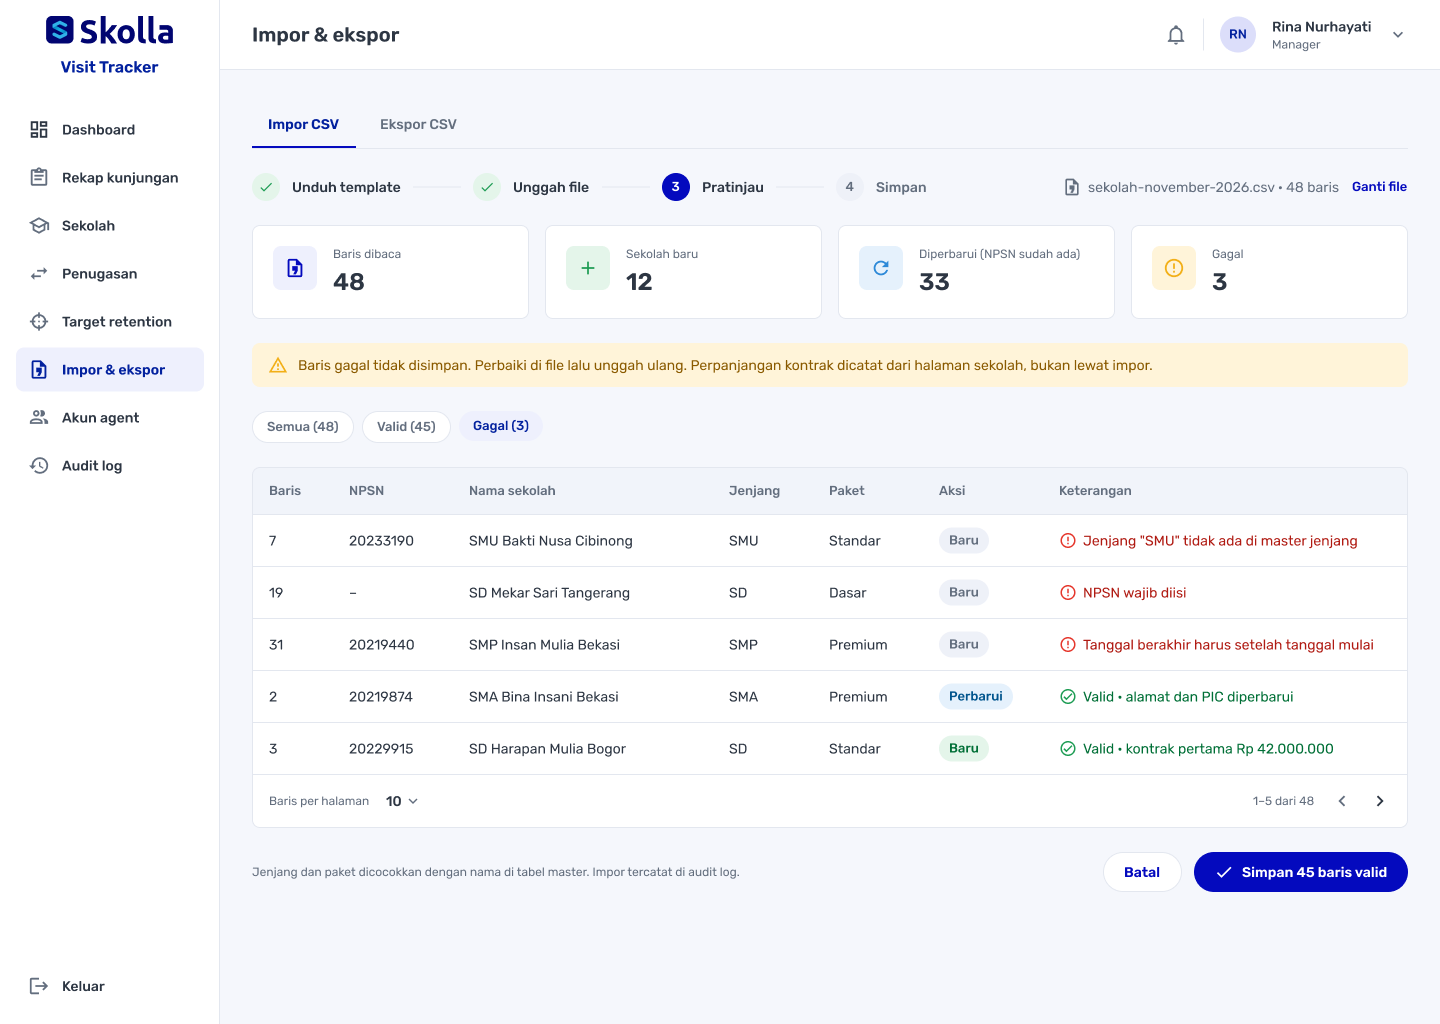 Skolla
Visit Tracker
Dashboard
Rekap kunjungan
Sekolah
Penugasan
Target retention
Impor & ekspor
Akun agent
Audit log
Keluar
Impor & ekspor
RN
Rina Nurhayati
Manager
Impor CSV
Ekspor CSV
Unduh template
Unggah file
3 Pratinjau
4 Simpan
sekolah-november-2026.csv • 48 baris
Ganti file
Baris dibaca
48
Sekolah baru
12
Diperbarui (NPSN sudah ada)
33
Gagal
3
Baris gagal tidak disimpan. Perbaiki di file lalu unggah ulang. Perpanjangan kontrak dicatat dari halaman sekolah, bukan lewat impor.
Semua (48)
Valid (45)
Gagal (3)
Baris NPSN Nama sekolah Jenjang Paket Aksi Keterangan
7 20233190 SMU Bakti Nusa Cibinong SMU Standar Baru Jenjang "SMU" tidak ada di master jenjang
19 – SD Mekar Sari Tangerang SD Dasar Baru NPSN wajib diisi
31 20219440 SMP Insan Mulia Bekasi SMP Premium Baru Tanggal berakhir harus setelah tanggal mulai
2 20219874 SMA Bina Insani Bekasi SMA Premium Perbarui Valid • alamat dan PIC diperbarui
3 20229915 SD Harapan Mulia Bogor SD Standar Baru Valid • kontrak pertama Rp 42.000.000
Baris per halaman 10
1–5 dari 48
Jenjang dan paket dicocokkan dengan nama di tabel master. Impor tercatat di audit log.
Batal
Simpan 45 baris valid